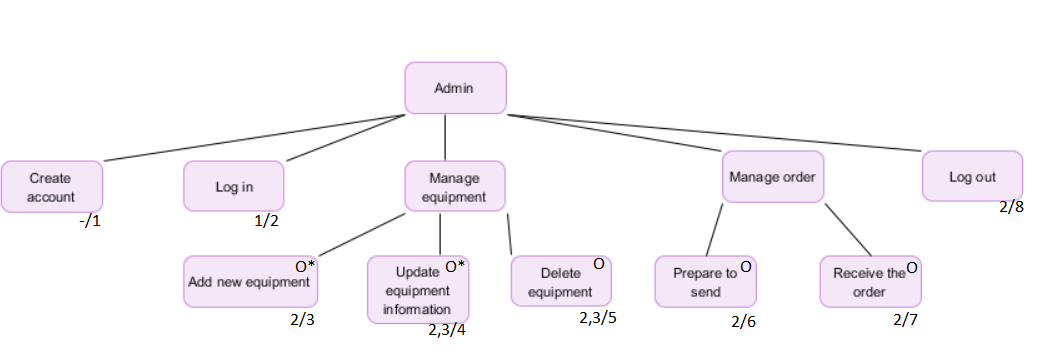 Admin
Create
account
-/1
Log in
1/2
Manage
equipment
Manage order
Log out
2/8
Add new equipment
O*
2/3
Update
equipment
information
O*
2,3/4
Delete
equipment
O
2,3/5
Prepare to
send
O
2/6
Receive the
order
O
2/7